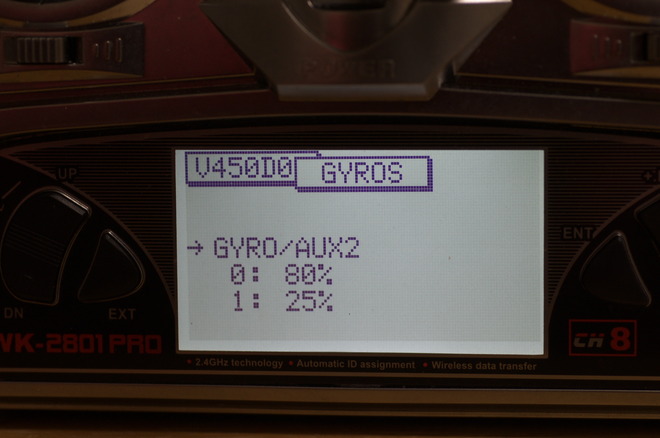 POWER
UP
V450D0 GYROS
→ GYRO/AUX2
0: 80%
1: 25%
ENT
DN EXT
WK-2801 PRO
CH 8
• 2.4GHz technology • Automatic ID assignment • Wireless data transfer